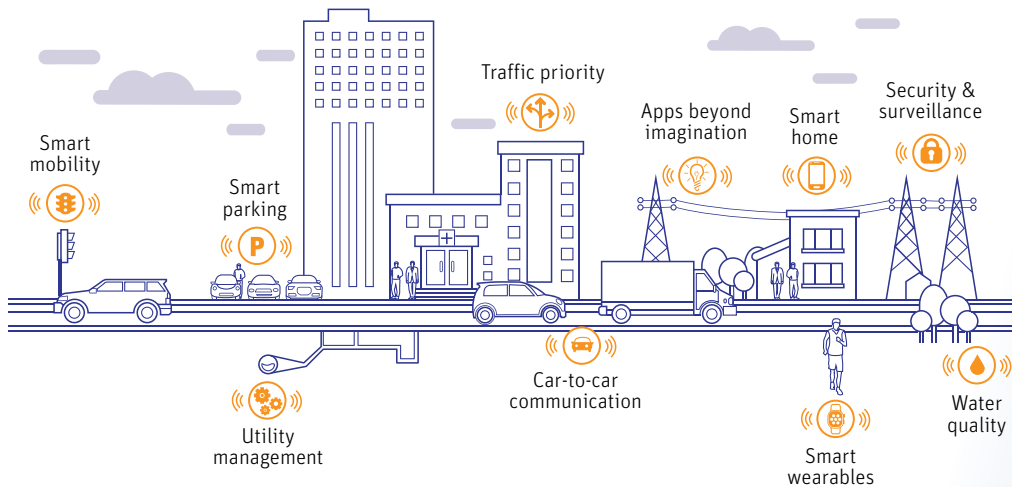 Traffic priority
Apps beyond
imagination
Smart
home
Security &
surveillance
Smart
mobility
Smart
parking
P
Car-to-car
communication
Utility
management
Smart
wearables
Water
quality